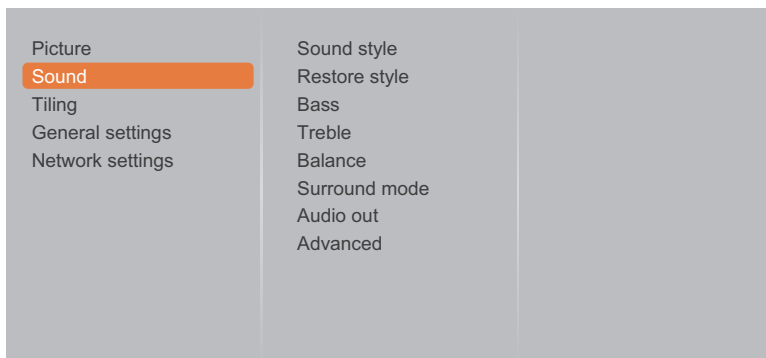 Picture
Sound
Tiling
General settings
Network settings
Sound style
Restore style
Bass
Treble
Balance
Surround mode
Audio out
Advanced